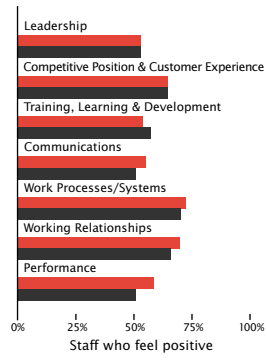 Leadership
Competitive Position & Customer Experience
Training, Learning & Development
Communications
Work Processes/Systems
Working Relationships
Performance
0% 25% 50% 75% 100%
Staff who feel positive